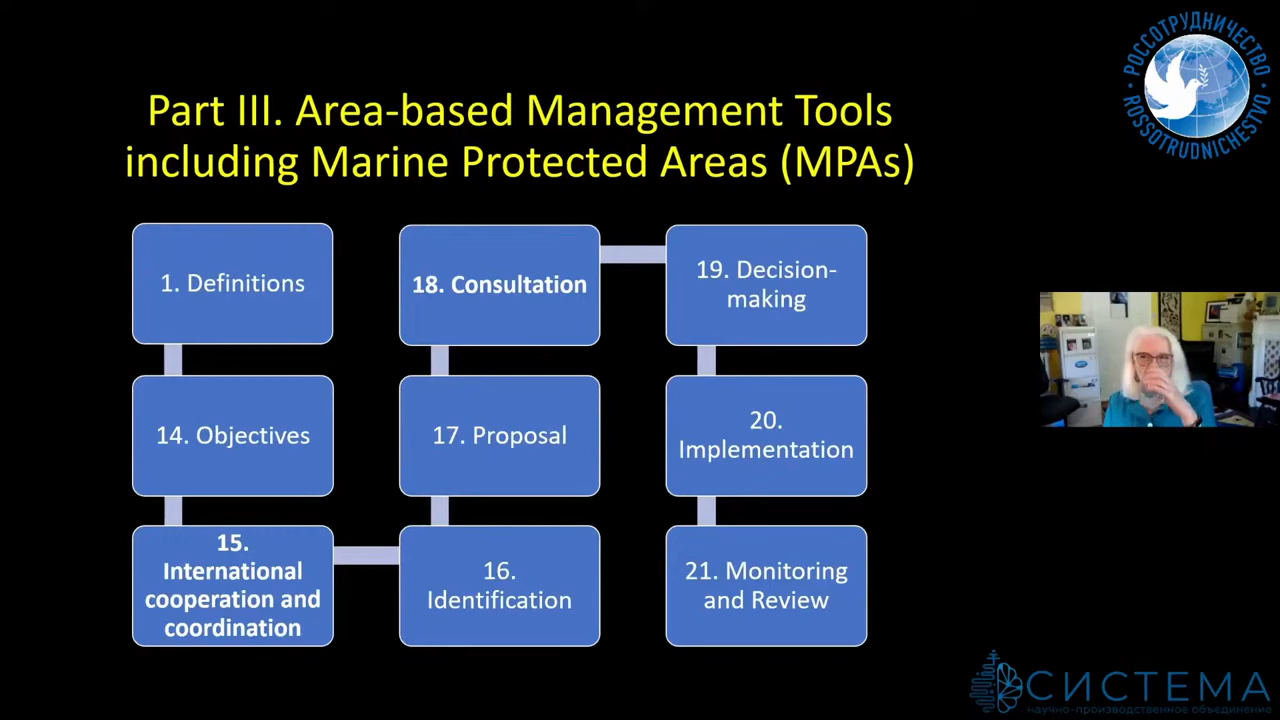 Part III. Area-based Management Tools
including Marine Protected Areas (MPAs)
1. Definitions
14. Objectives
15.
International
cooperation and
coordination
16.
Identification
17. Proposal
18. Consultation
19. Decision-
making
20.
Implementation
21. Monitoring
and Review
РОССОТРУДНИЧЕСТВО
ROSSOTRUDNICHESTVO
СИСТЕМА
научно-производственное объединение